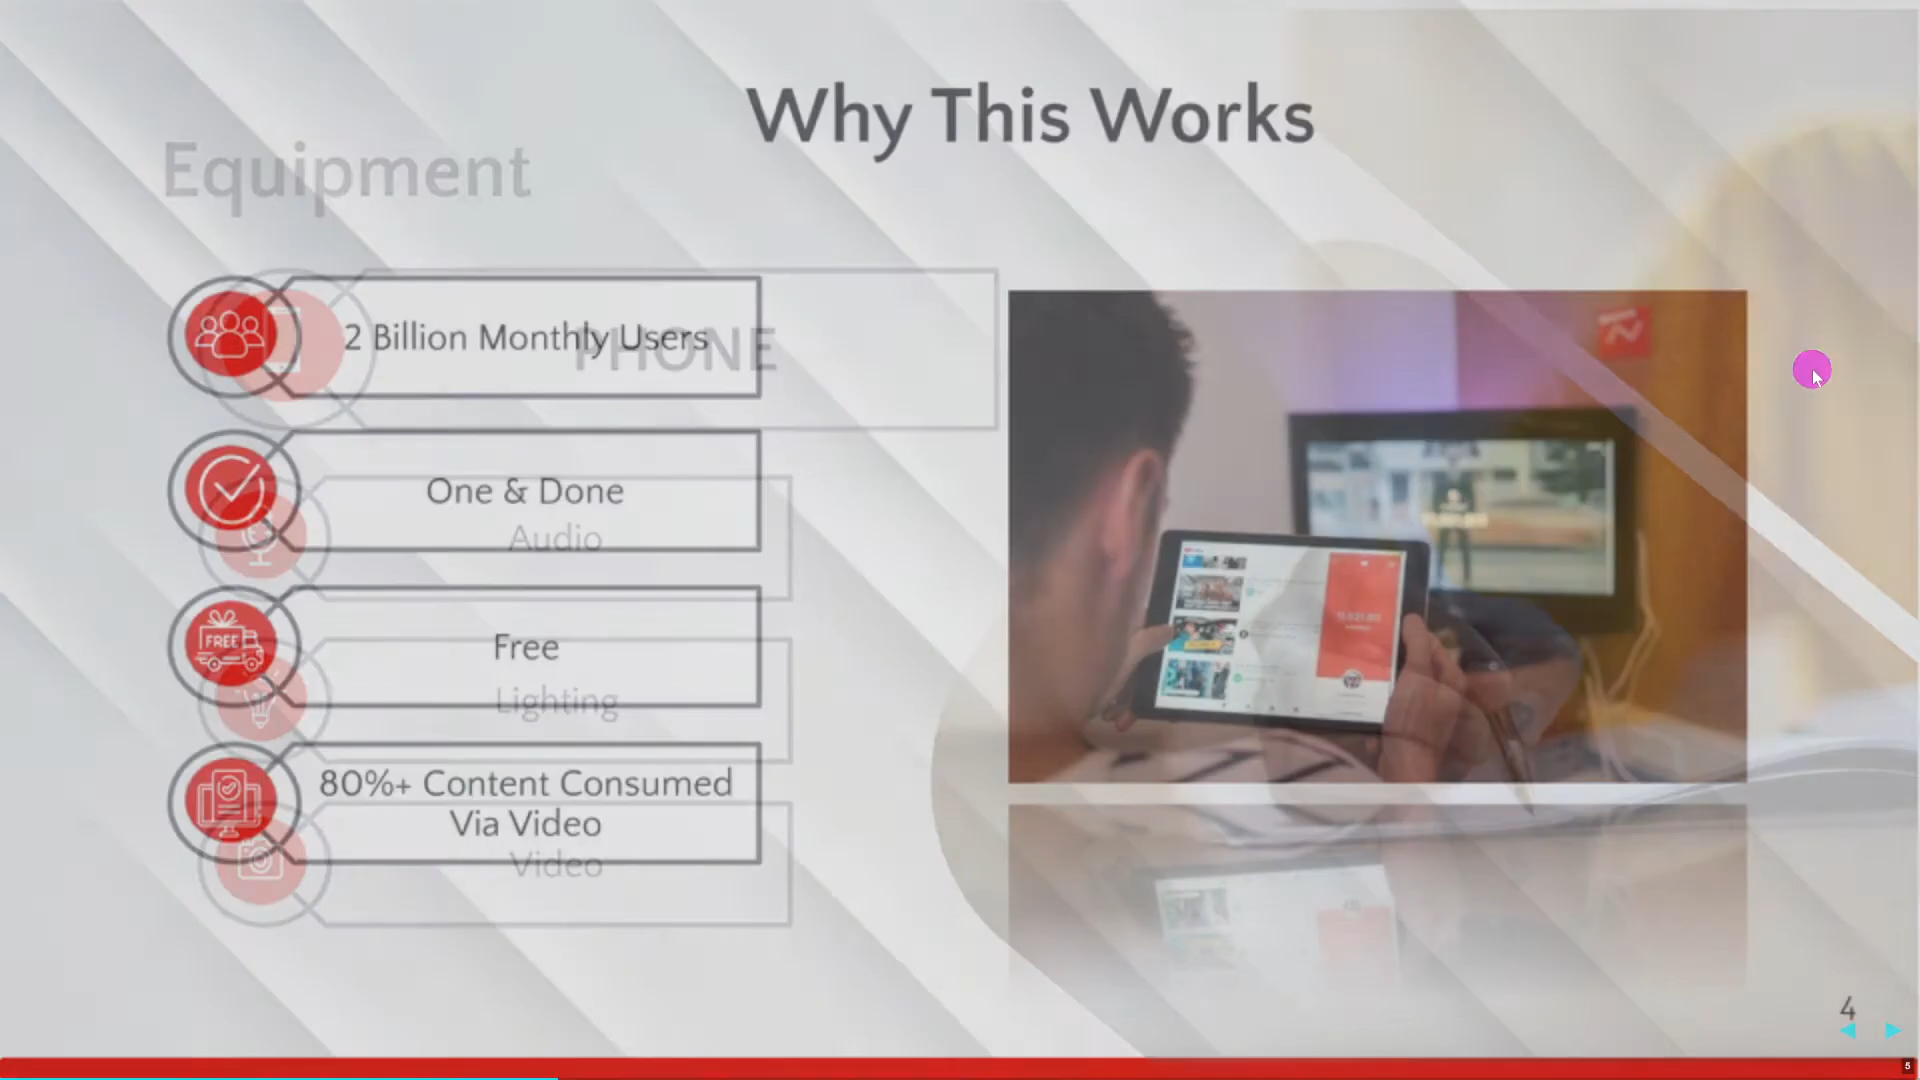 Why This Works
Equipment
2 Billion Monthly Users
PHONE
One & Done
Audio
FREE
Free
Lighting
80%+ Content Consumed
Via Video
Video
4
5